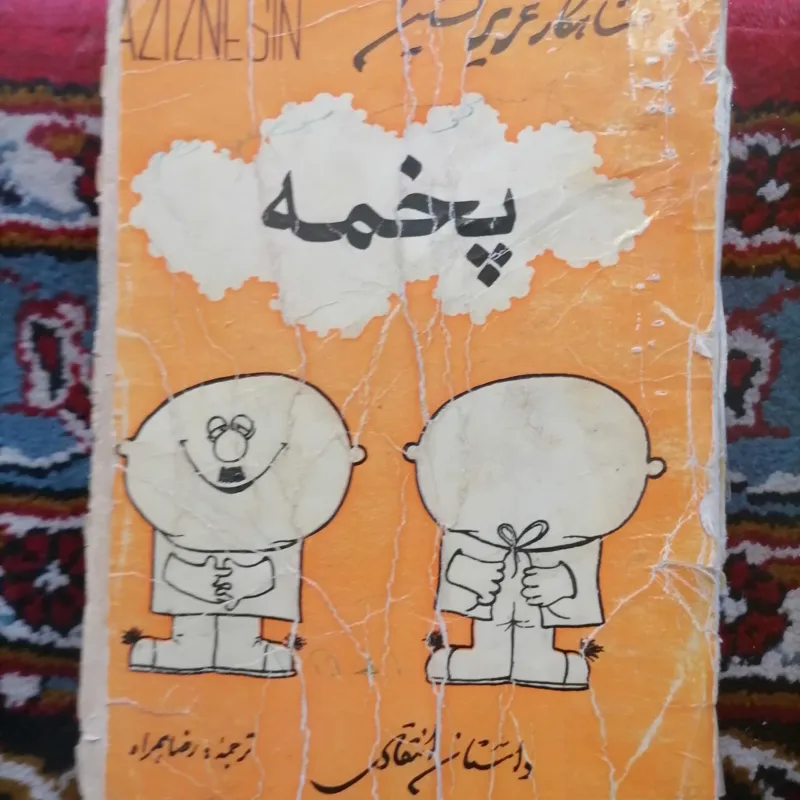 شاهکار عزیز نسین
AZIZNESIN
پخمه
داستان انتقادی
ترجمه: رضا همراه